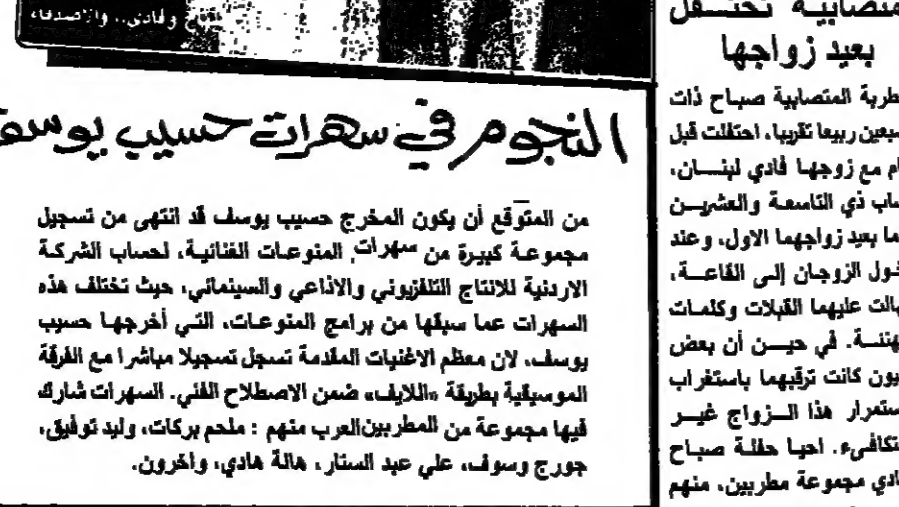 متصابية تحتفل
بعيد زواجها
المتصابية صباح ذات
تقريبا، احتفلت قبل
مع زوجها فادي لبنان،
ذي التاسعة والعشرين
بعيد زواجهما الاول، وعند
الزوجان إلى القاعة،
عليهما القبلات وكلمات
في حين أن بعض
كانت ترقبهما باستغراب
هذا الزواج غير
احيا حفلة صباح
مجموعة مطربين، منهم
وفادي.. والاصدقاء
النجوم في سهرات حسيب يوسف
من المتوقع أن يكون المخرج حسيب يوسف قد انتهى من تسجيل
مجموعة كبيرة من سهرات المنوعات الغنائية، لحساب الشركة
الاردنية للانتاج التلفزيوني والاذاعي والسينمائي، حيث تختلف هذه
السهرات عما سبقها من برامج المنوعات، التي أخرجها حسيب
يوسف، لان معظم الاغنيات المقدمة تسجل تسجيلا مباشرا مع الفرقة
الموسيقية بطريقة «اللايف» ضمن الاصطلاح الفني. السهرات شارك
فيها مجموعة من المطربين العرب منهم : ملحم بركات، وليد توفيق،
جورج وسوف، علي عبد الستار، هالة هادي، واخرون.